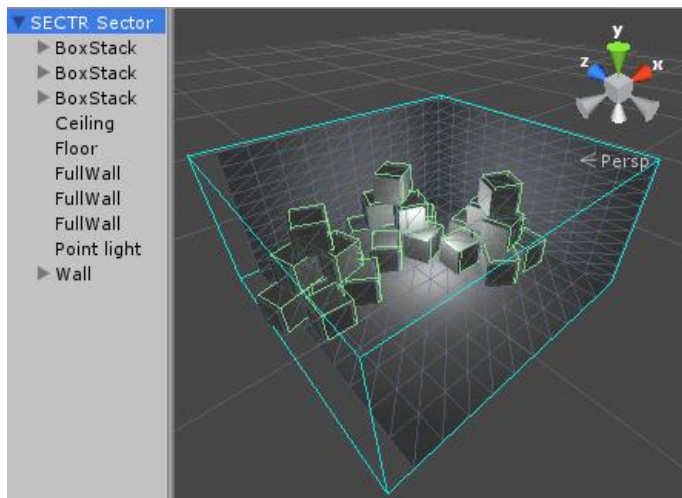 SECTR Sector
BoxStack
BoxStack
BoxStack
Ceiling
Floor
FullWall
FullWall
FullWall
Point light
Wall
y
z
x
Persp